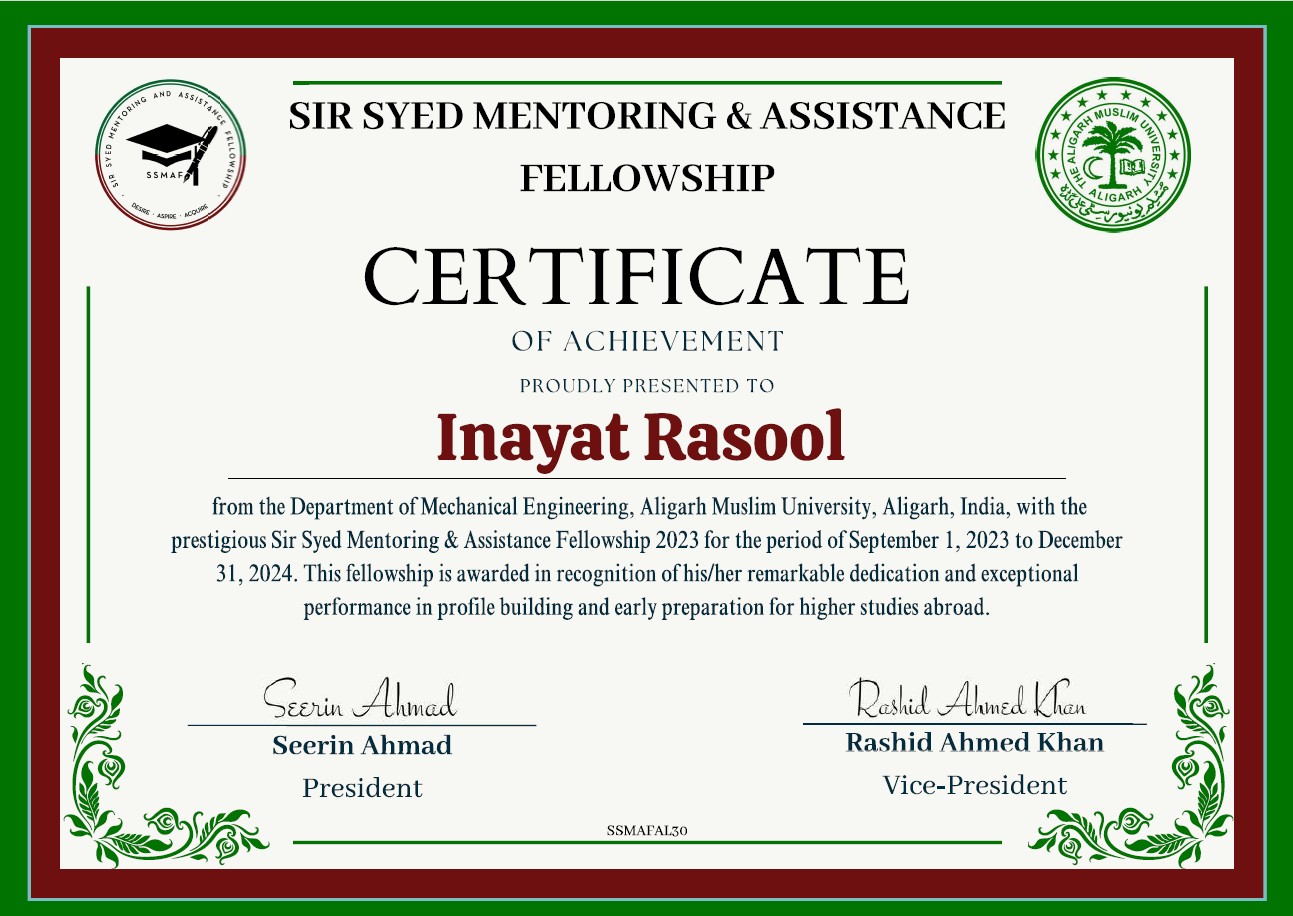 SIR SYED MENTORING AND ASSISTANCE FELLOWSHIP
SSMAF
DESIRE · ASPIRE · ACQUIRE
SIR SYED MENTORING & ASSISTANCE
FELLOWSHIP
THE ALIGARH MUSLIM UNIVERSITY
ALIGARH
مسلم یونیورسٹی علی گڑھ
CERTIFICATE
OF ACHIEVEMENT
PROUDLY PRESENTED TO
Inayat Rasool
from the Department of Mechanical Engineering, Aligarh Muslim University, Aligarh, India, with the
prestigious Sir Syed Mentoring & Assistance Fellowship 2023 for the period of September 1, 2023 to December
31, 2024. This fellowship is awarded in recognition of his/her remarkable dedication and exceptional
performance in profile building and early preparation for higher studies abroad.
Seerin Ahmad
Seerin Ahmad
President
Rashid Ahmed Khan
Rashid Ahmed Khan
Vice-President
SSMAFAL30